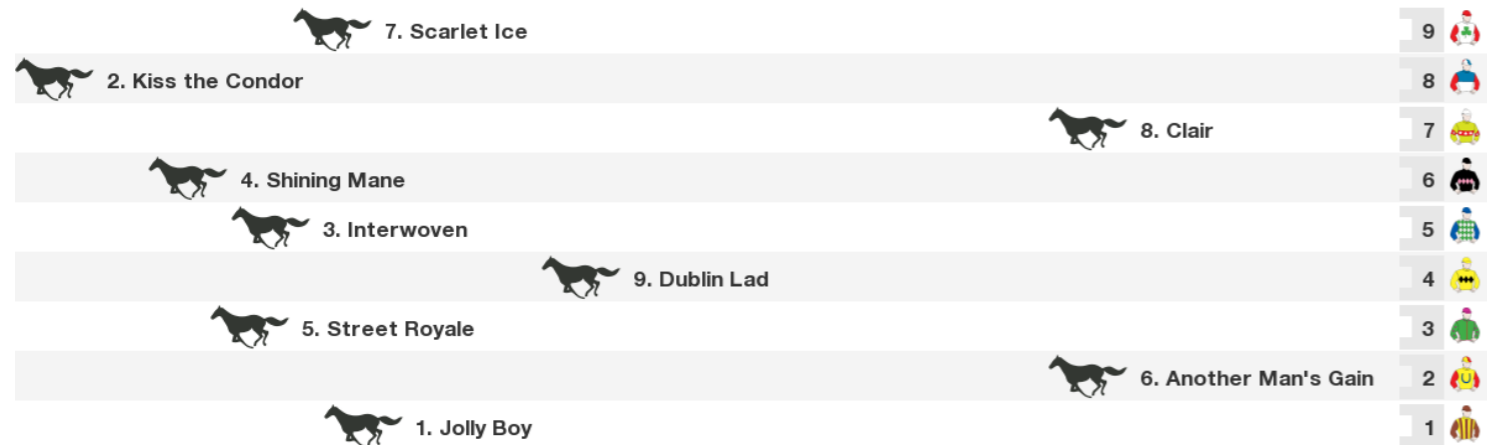 7. Scarlet Ice 9
2. Kiss the Condor 8
8. Clair 7
4. Shining Mane 6
3. Interwoven 5
9. Dublin Lad 4
5. Street Royale 3
6. Another Man's Gain 2
1. Jolly Boy 1